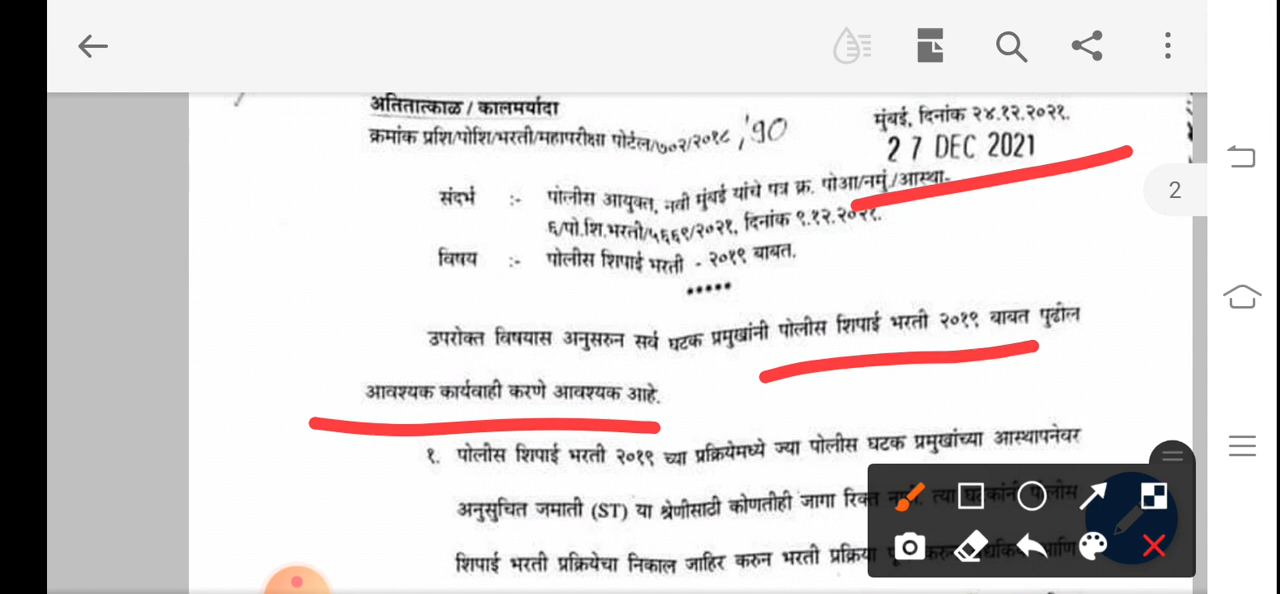 अतितात्काळ / कालमर्यादा
क्रमांक प्रशि/पोशि/भरती/महापरीक्षा पोर्टल/७०२/२०१८ /'90
मुंबई, दिनांक २४.१२.२०२१.
27 DEC 2021
संदर्भ :- पोलीस आयुक्त, नवी मुंबई यांचे पत्र क्र. पोआ/नमुं/आस्था-
६/पो.शि.भरती/५६६९/२०२१, दिनांक ९.१२.२०२१.
2
विषय :- पोलीस शिपाई भरती - २०१९ बाबत.
*****
उपरोक्त विषयास अनुसरुन सर्व घटक प्रमुखांनी पोलीस शिपाई भरती २०१९ बाबत पुढील
आवश्यक कार्यवाही करणे आवश्यक आहे.
१. पोलीस शिपाई भरती २०१९ च्या प्रक्रियेमध्ये ज्या पोलीस घटक प्रमुखांच्या आस्थापनेवर
अनुसुचित जमाती (ST) या श्रेणीसाठी कोणतीही जागा रिक्त नाही. त्या घटकांनी पोलीस
शिपाई भरती प्रक्रियेचा निकाल जाहिर करुन भरती प्रक्रिया आणि